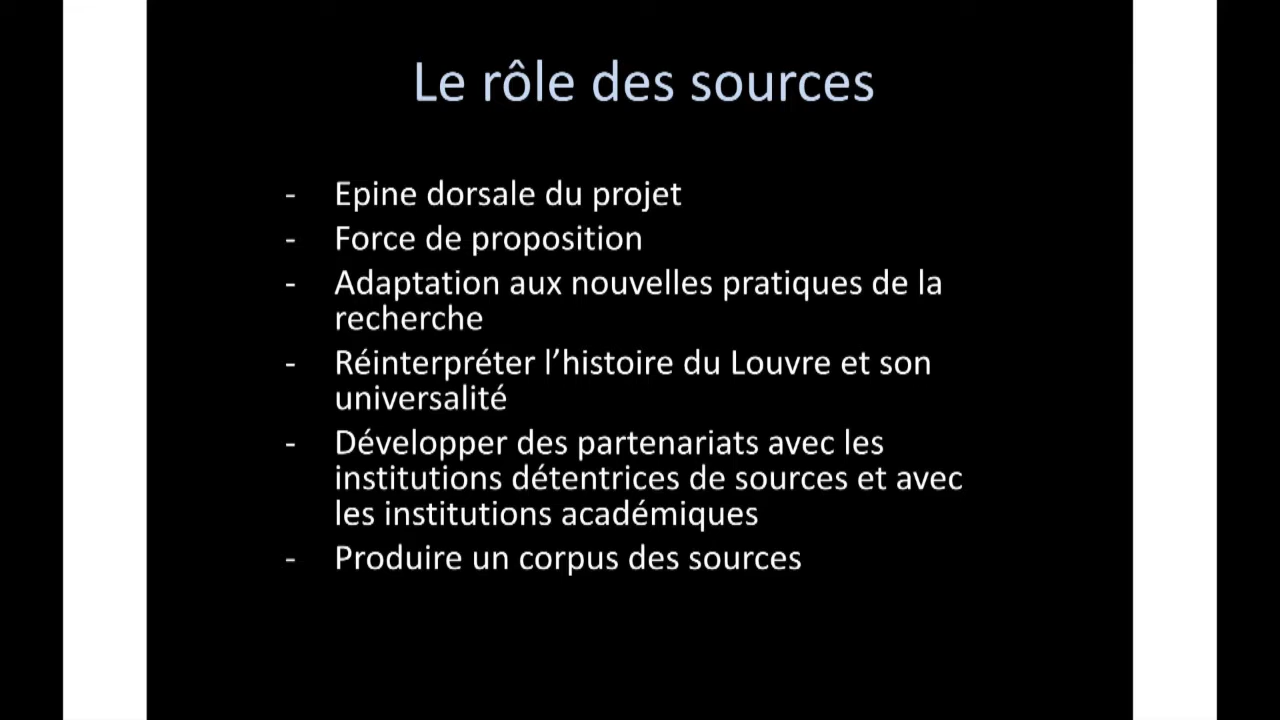 Le rôle des sources
- Epine dorsale du projet
- Force de proposition
- Adaptation aux nouvelles pratiques de la
recherche
- Réinterpréter l’histoire du Louvre et son
universalité
- Développer des partenariats avec les
institutions détentrices de sources et avec
les institutions académiques
- Produire un corpus des sources